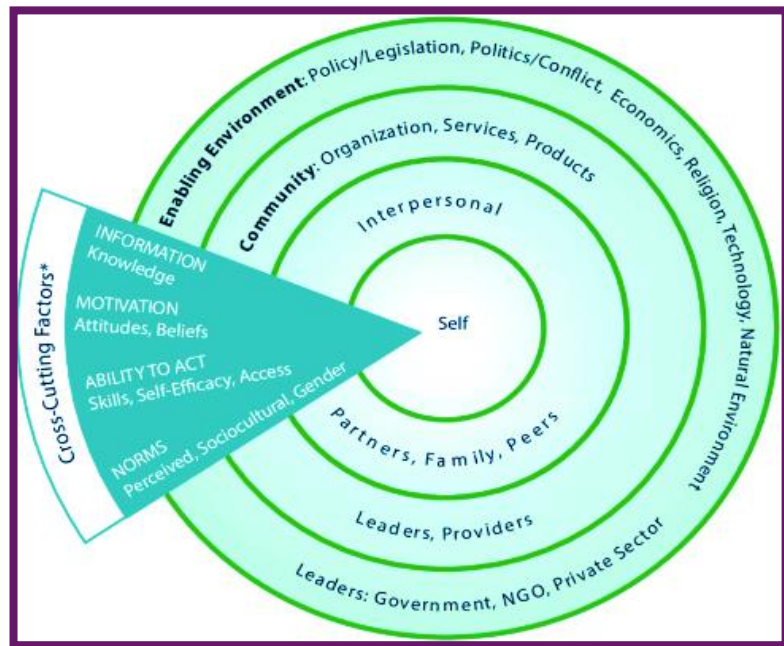 Enabling Environment: Policy/Legislation, Politics/Conflict, Economics, Religion, Technology, Natural Environment
Community: Organization, Services, Products
Interpersonal
Self
Partners, Family, Peers
Leaders, Providers
Leaders: Government, NGO, Private Sector
Cross-Cutting Factors*
INFORMATION
Knowledge
MOTIVATION
Attitudes, Beliefs
ABILITY TO ACT
Skills, Self-Efficacy, Access
NORMS
Perceived, Sociocultural, Gender